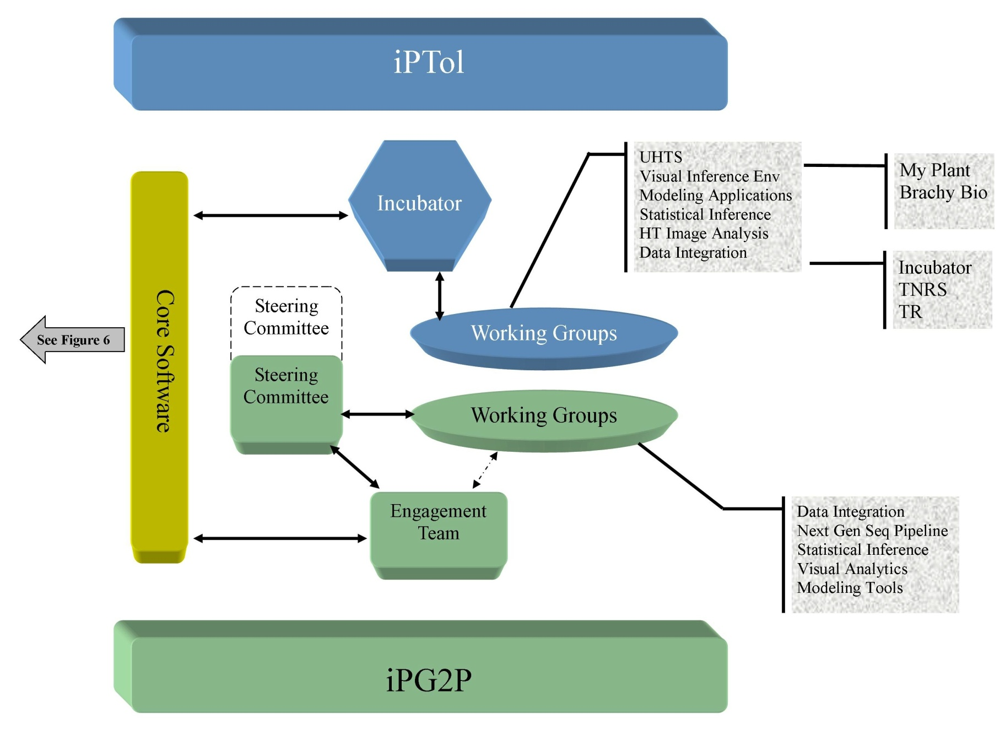 iPTol
Incubator
UHTS
Visual Inference Env
Modeling Applications
Statistical Inference
HT Image Analysis
Data Integration
My Plant
Brachy Bio
Incubator
TNRS
TR
Core Software
See Figure 6
Steering
Committee
Steering
Committee
Working Groups
Working Groups
Engagement
Team
Data Integration
Next Gen Seq Pipeline
Statistical Inference
Visual Analytics
Modeling Tools
iPG2P